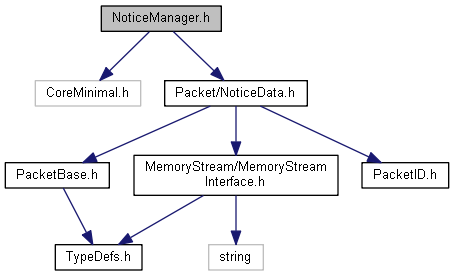 NoticeManager.h
CoreMinimal.h
Packet/NoticeData.h
PacketBase.h
MemoryStream/MemoryStream
Interface.h
PacketID.h
TypeDefs.h
string